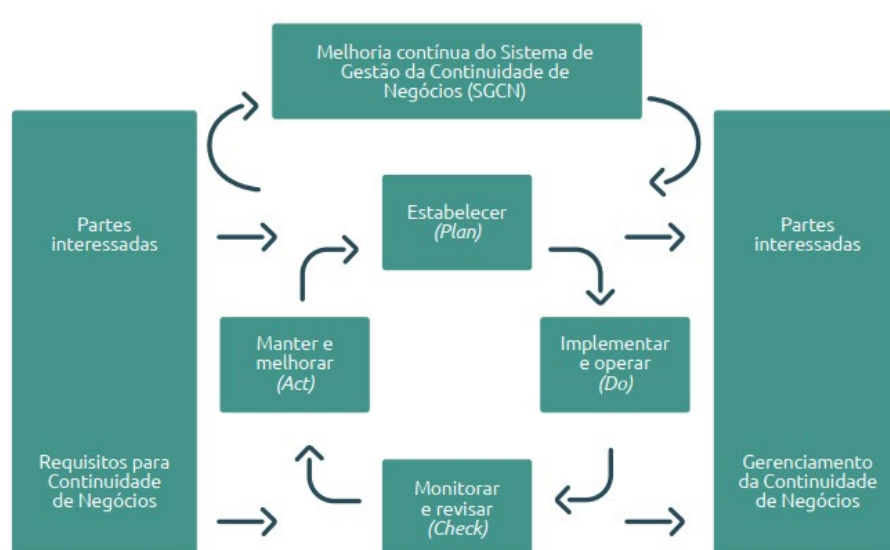 Melhoria contínua do Sistema de
Gestão da Continuidade de
Negócios (SGCN)
Partes
interessadas
Requisitos para
Continuidade
de Negócios
Estabelecer
(Plan)
Implementar
e operar
(Do)
Monitorar
e revisar
(Check)
Manter e
melhorar
(Act)
Partes
interessadas
Gerenciamento
da Continuidade
de Negócios